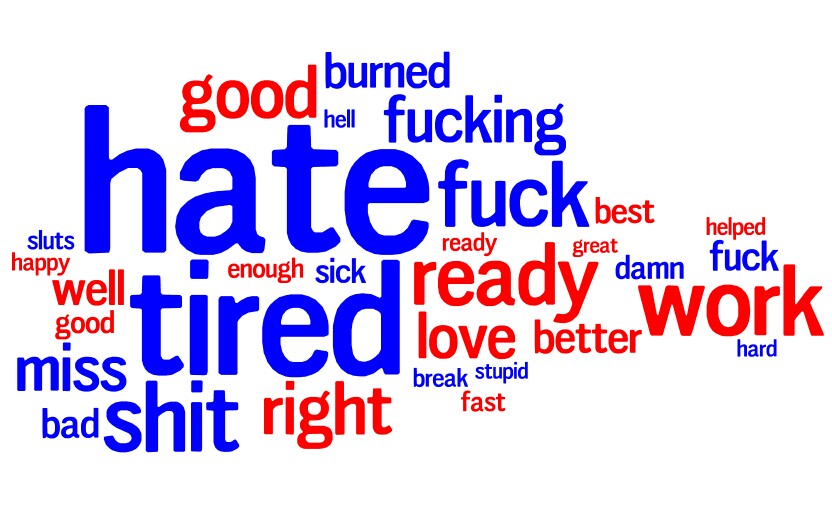 burned
good
hell
fucking
hate
fuck
best
helped
sluts
ready
great
fuck
happy
enough
sick
damn
well
ready
work
tired
good
love
better
hard
miss
break
stupid
bad
shit
right
fast